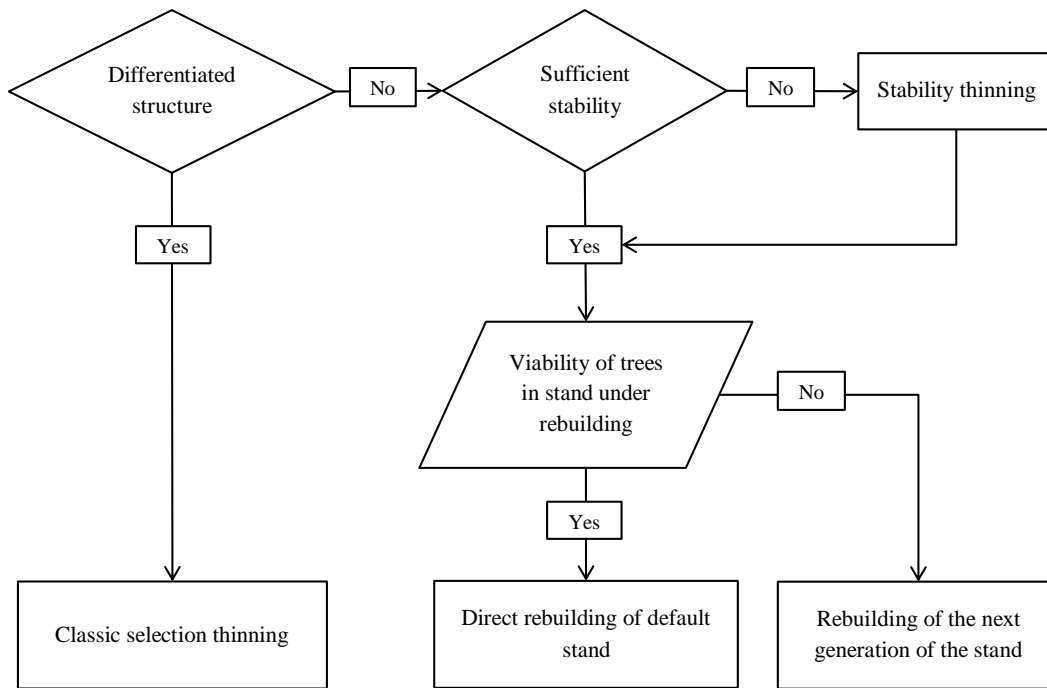 Differentiated
structure
No
Sufficient
stability
No
Stability thinning
Yes
Yes
Viability of trees
in stand under
rebuilding
No
Yes
Classic selection thinning
Direct rebuilding of default
stand
Rebuilding of the next
generation of the stand